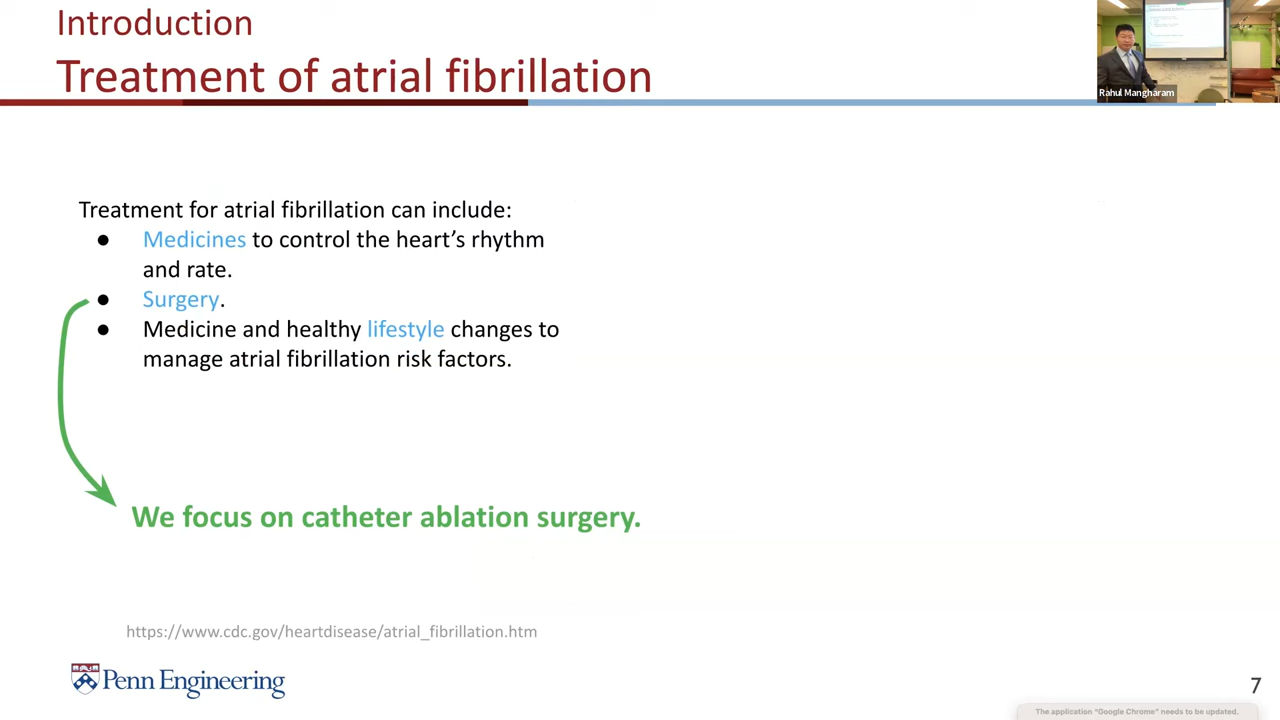 Introduction
Treatment of atrial fibrillation
Rahul Mangharam
Treatment for atrial fibrillation can include:
● Medicines to control the heart’s rhythm
and rate.
● Surgery.
● Medicine and healthy lifestyle changes to
manage atrial fibrillation risk factors.
We focus on catheter ablation surgery.
https://www.cdc.gov/heartdisease/atrial_fibrillation.htm
Penn Engineering
7
The application “Google Chrome” needs to be updated.